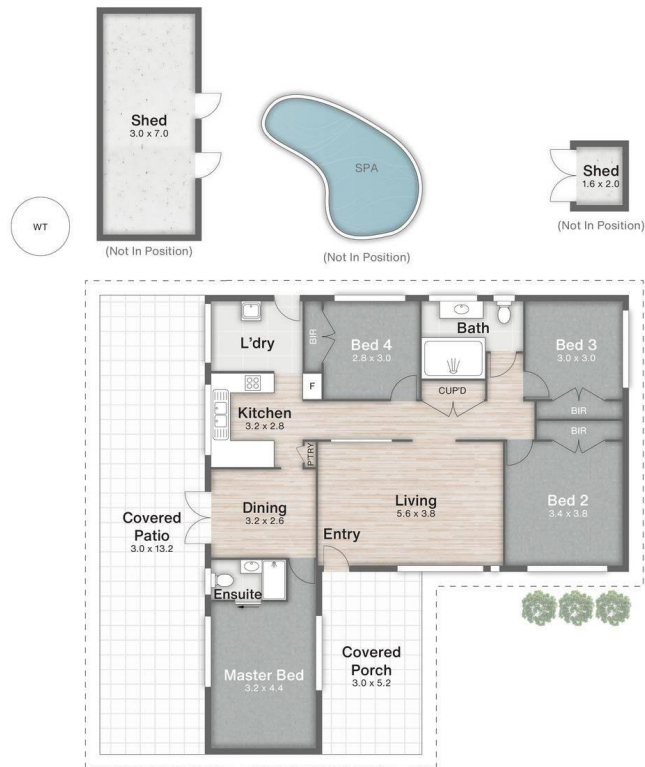 Shed
3.0 x 7.0
SPA
Shed
1.6 x 2.0
WT
(Not In Position)
(Not In Position)
(Not In Position)
L'dry
BIR
Bed 4
2.8 x 3.0
Bath
Bed 3
3.0 x 3.0
F
CUP'D
Kitchen
3.2 x 2.8
BIR
BIR
P'TRY
Dining
3.2 x 2.6
Living
5.6 x 3.8
Bed 2
3.4 x 3.8
Covered
Patio
3.0 x 13.2
Entry
Ensuite
Master Bed
3.2 x 4.4
Covered
Porch
3.0 x 5.2